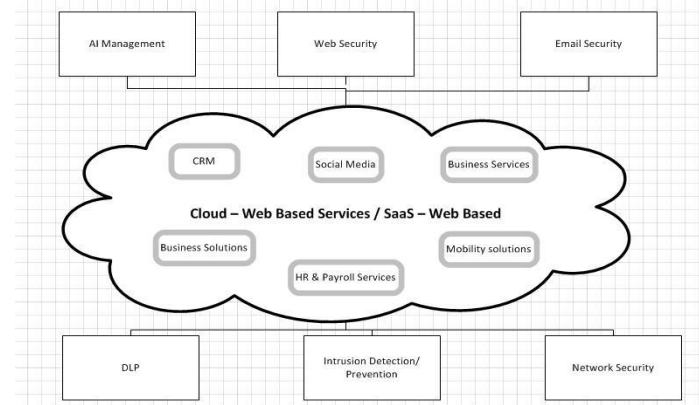 AI Management
Web Security
Email Security
CRM
Social Media
Business Services
Cloud – Web Based Services / SaaS – Web Based
Business Solutions
Mobility solutions
HR & Payroll Services
DLP
Intrusion Detection/
Prevention
Network Security